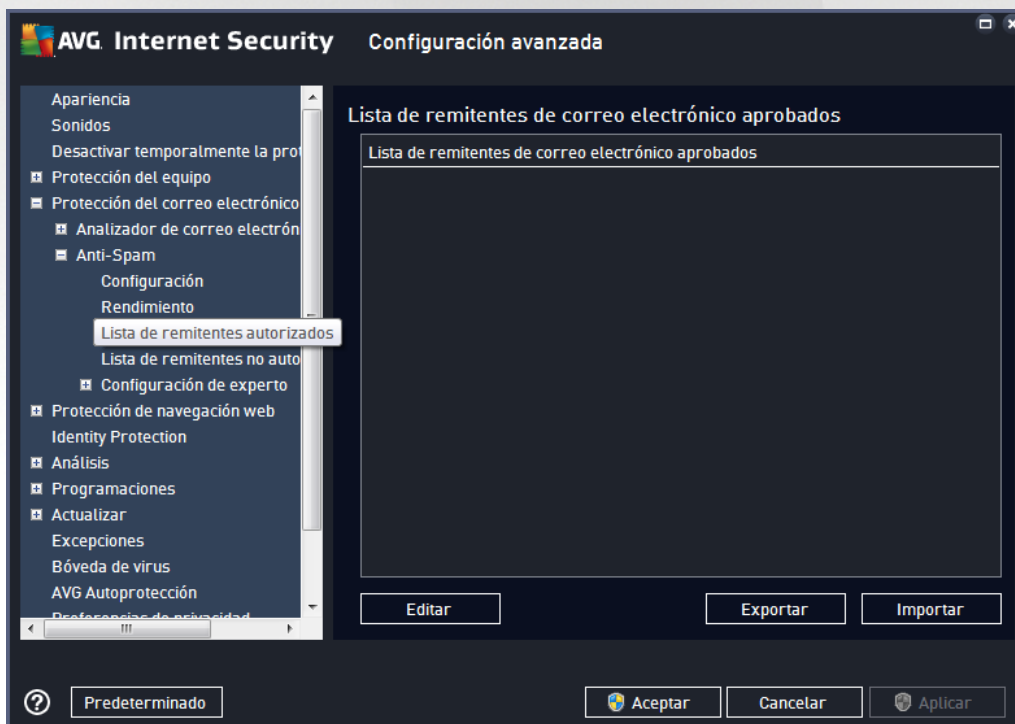 AVG. Internet Security Configuración avanzada
Apariencia
Sonidos
Desactivar temporalmente la prot
Protección del equipo
Protección del correo electrónico
Analizador de correo electrón
Anti-Spam
Configuración
Rendimiento
Lista de remitentes autorizados
Lista de remitentes no auto
Configuración de experto
Protección de navegación web
Identity Protection
Análisis
Programaciones
Actualizar
Excepciones
Bóveda de virus
AVG Autoprotección
Preferencias de privacidad
Lista de remitentes de correo electrónico aprobados
Lista de remitentes de correo electrónico aprobados
Editar
Exportar
Importar
Predeterminado
Aceptar
Cancelar
Aplicar